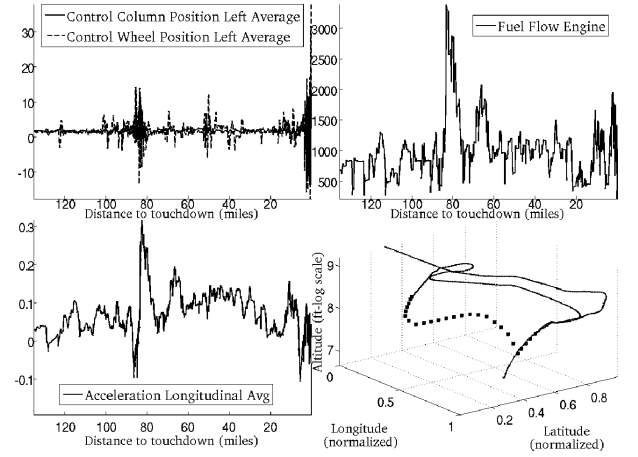 Control Column Position Left Average
Control Wheel Position Left Average
30
20
10
0
-10
120 100 80 60 40 20
Distance to touchdown (miles)
Fuel Flow Engine
3000
2500
2000
1500
1000
500
120 100 80 60 40 20
Distance to touchdown (miles)
0.3
0.2
0.1
0
-0.1
Acceleration Longitudinal Avg
120 100 80 60 40 20
Distance to touchdown (miles)
Altitude (ft-log scale)
9
8
7
0
0.5
1
Longitude
(normalized)
0.2 0.4 0.6 0.8
Latitude
(normalized)